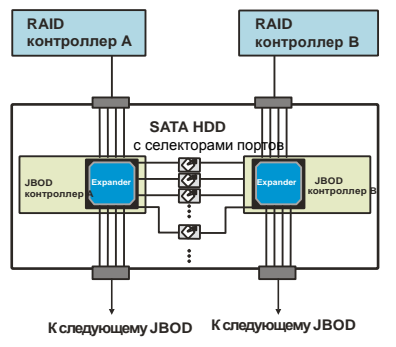 RAID
контроллер A
RAID
контроллер B
SATA HDD
с селекторами портов
JBOD
контроллер A
Expander
Expander
JBOD
контроллер B
К следующему JBOD
К следующему JBOD